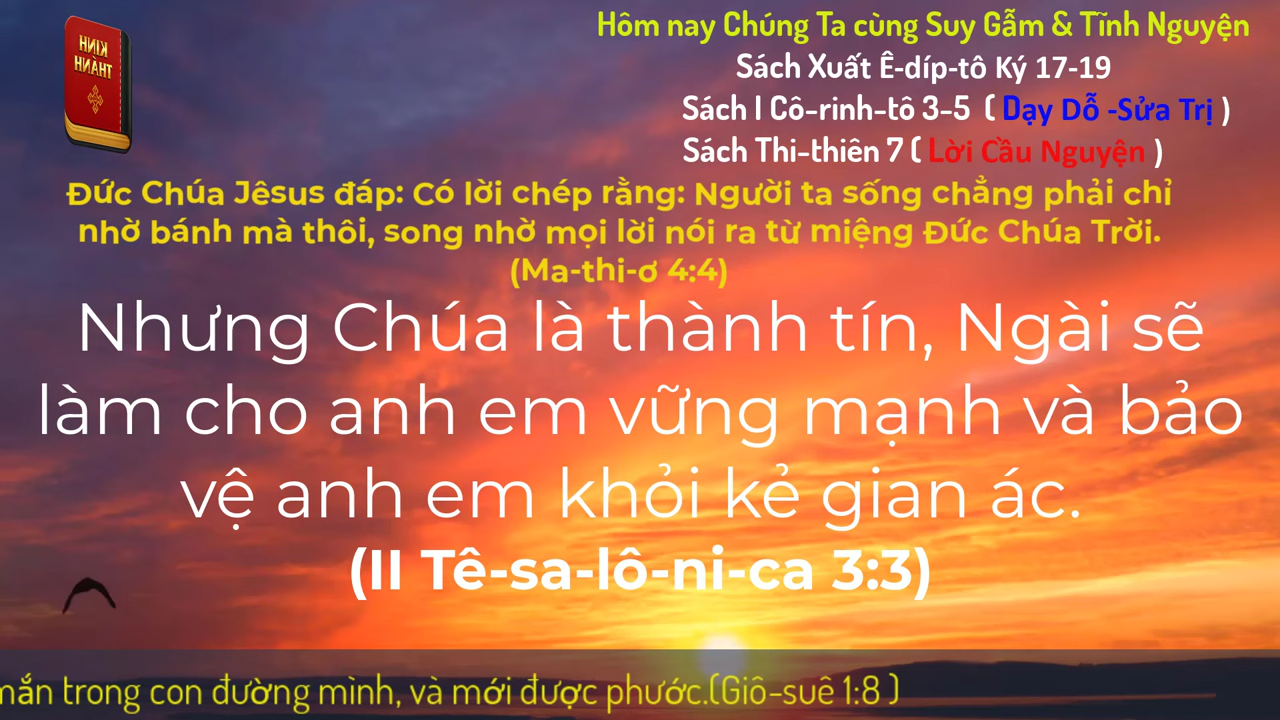 KINH
THÁNH
Hôm nay Chúng Ta cùng Suy Gẫm & Tĩnh Nguyện
Sách Xuất Ê-díp-tô Ký 17-19
Sách I Cô-rinh-tô 3-5 ( Dạy Dỗ -Sửa Trị )
Sách Thi-thiên 7 ( Lời Cầu Nguyện )
Đức Chúa Jêsus đáp: Có lời chép rằng: Người ta sống chẳng phải chỉ
nhờ bánh mà thôi, song nhờ mọi lời nói ra từ miệng Đức Chúa Trời.
(Ma-thi-ơ 4:4)
Nhưng Chúa là thành tín, Ngài sẽ
làm cho anh em vững mạnh và bảo
vệ anh em khỏi kẻ gian ác.
(II Tê-sa-lô-ni-ca 3:3)
trong con đường mình, và mới được phước.(Giô-suê 1:8 )